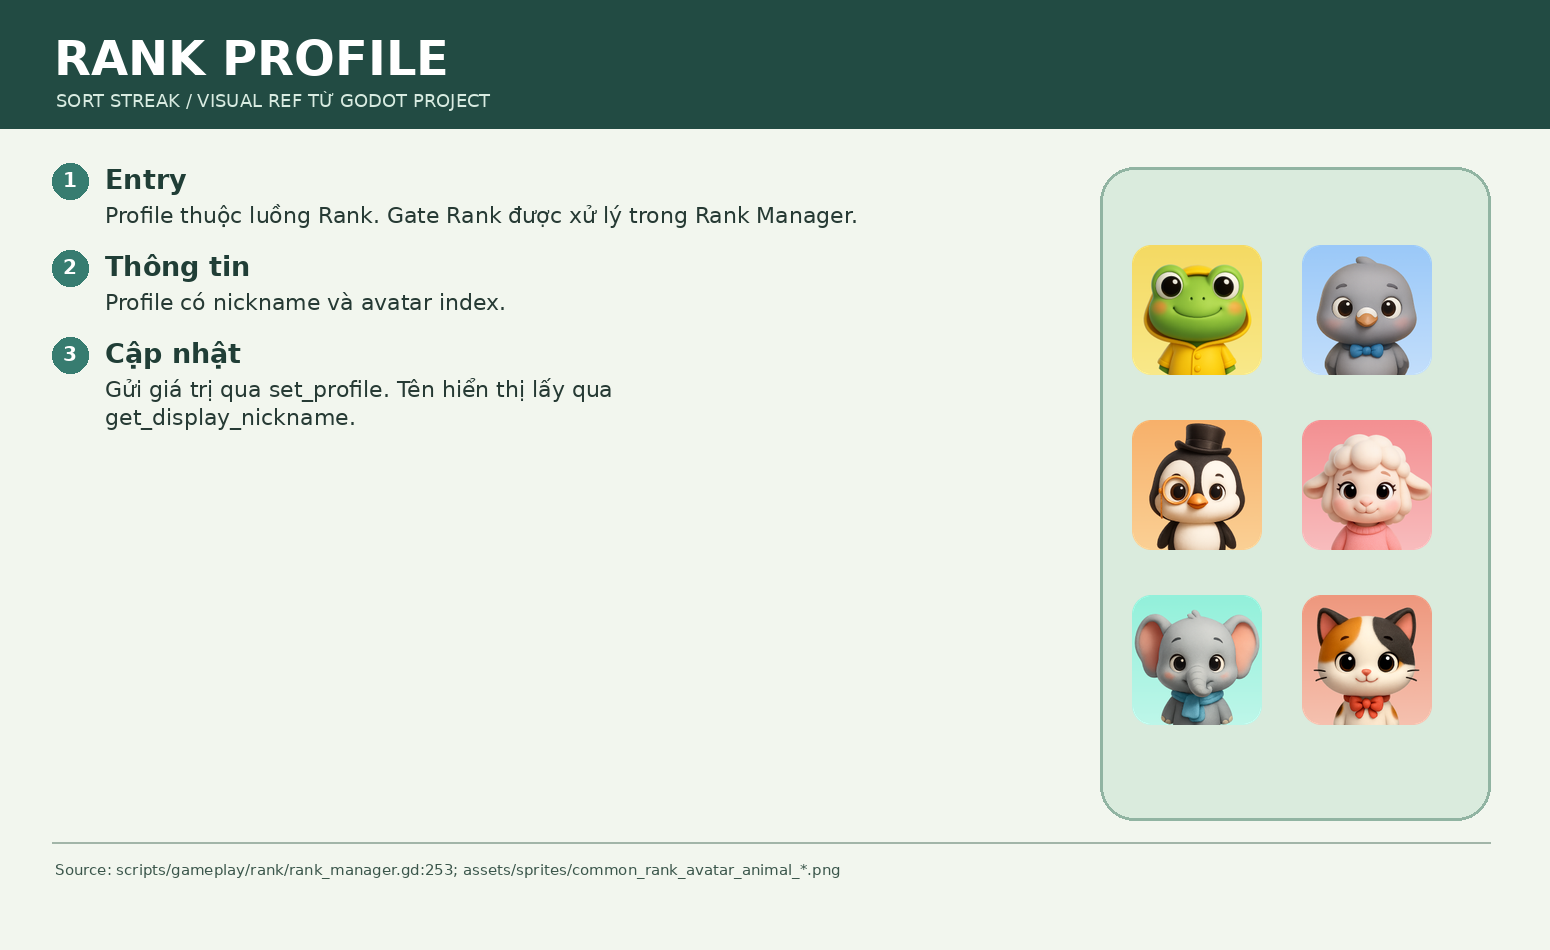 RANK PROFILE
SORT STREAK / VISUAL REF TỪ GODOT PROJECT
1 Entry
Profile thuộc luồng Rank. Gate Rank được xử lý trong Rank Manager.
2 Thông tin
Profile có nickname và avatar index.
3 Cập nhật
Gửi giá trị qua set_profile. Tên hiển thị lấy qua
get_display_nickname.
Source: scripts/gameplay/rank/rank_manager.gd:253; assets/sprites/common_rank_avatar_animal_*.png